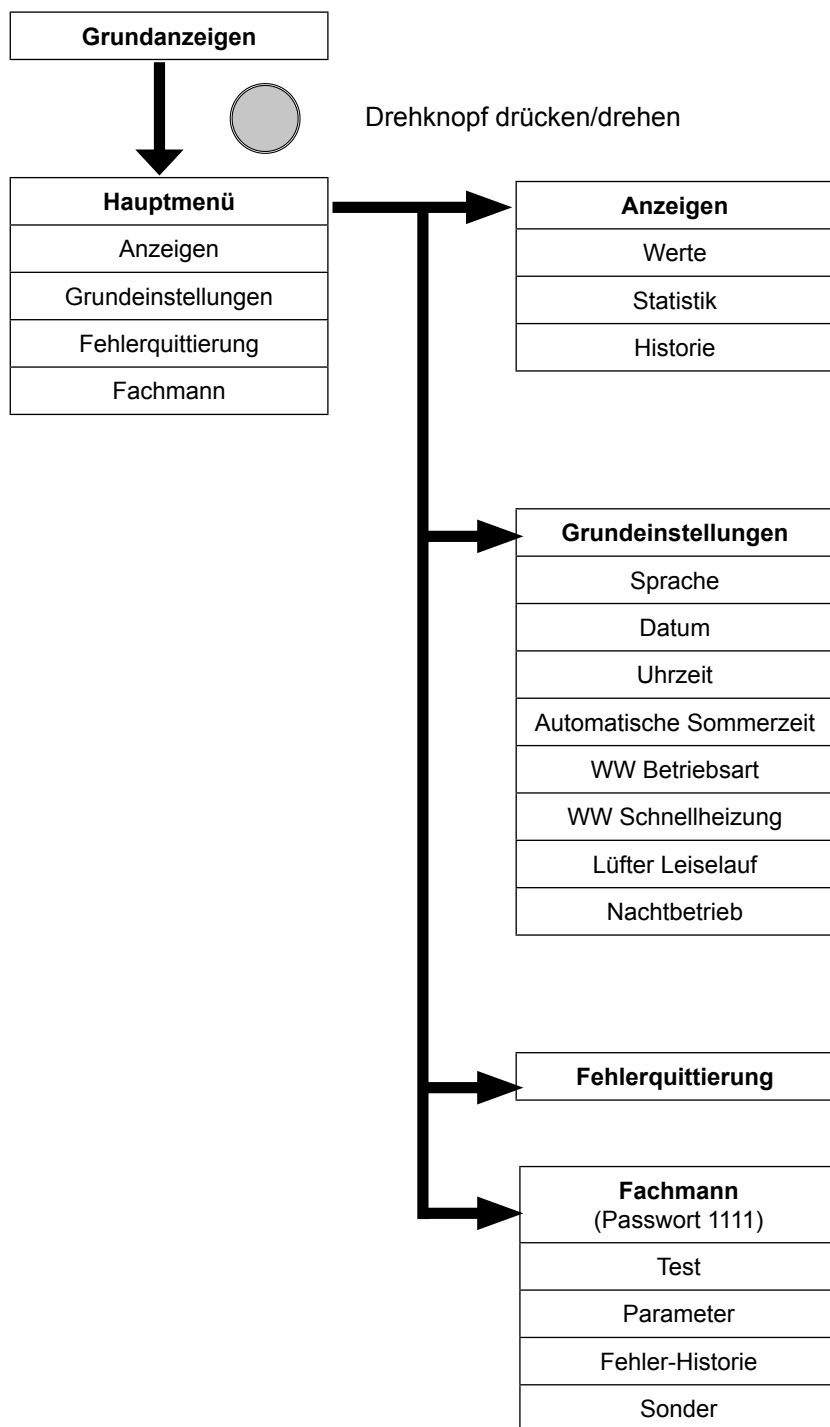 Grundanzeigen
Drehknopf drücken/drehen
Hauptmenü
Anzeigen
Grundeinstellungen
Fehlerquittierung
Fachmann
Anzeigen
Werte
Statistik
Historie
Grundeinstellungen
Sprache
Datum
Uhrzeit
Automatische Sommerzeit
WW Betriebsart
WW Schnellheizung
Lüfter Leiselauf
Nachtbetrieb
Fehlerquittierung
Fachmann
(Passwort 1111)
Test
Parameter
Fehler-Historie
Sonder